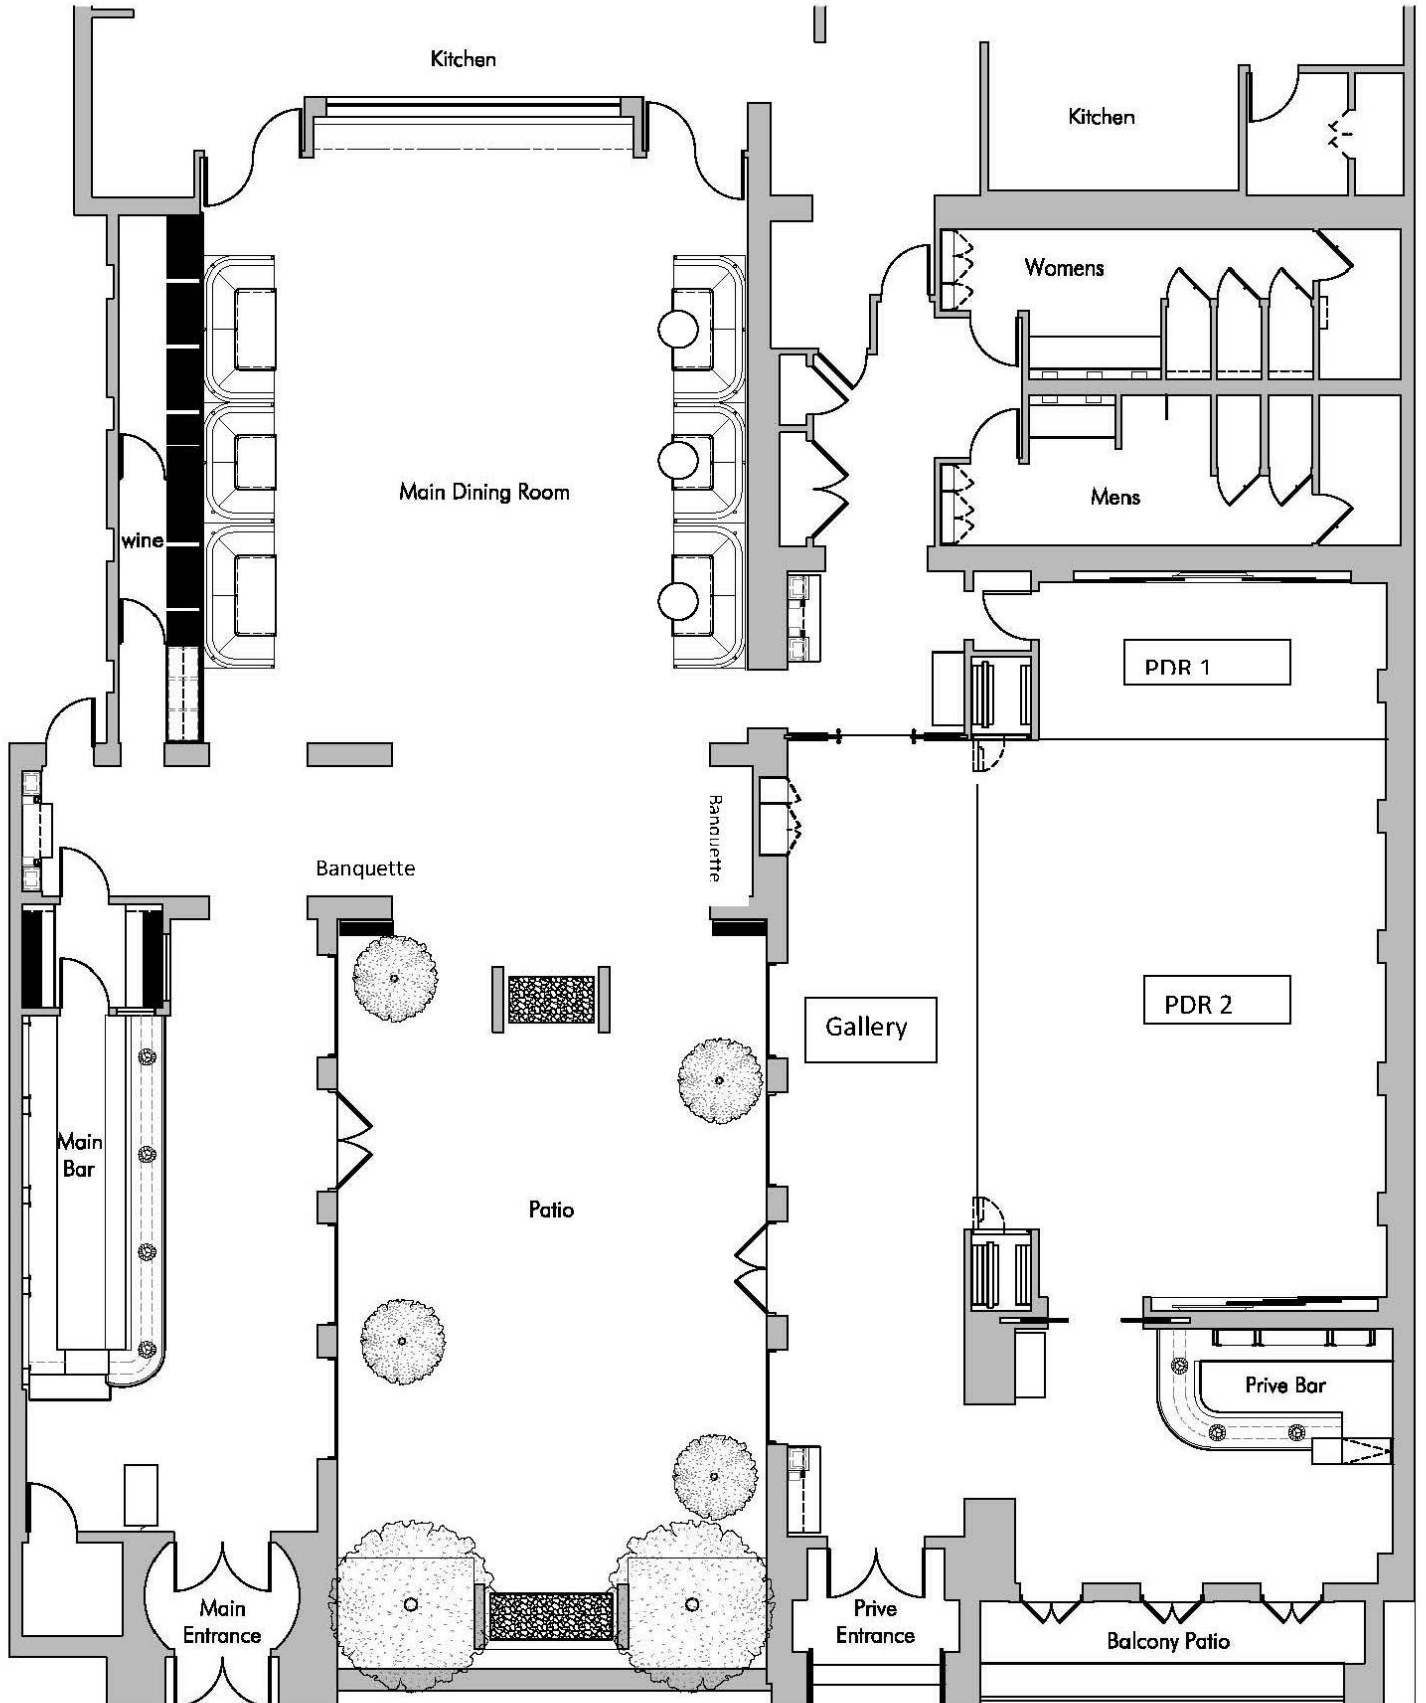 Kitchen
Kitchen
Womens
Main Dining Room
Mens
wine
PDR 1
Banquette
Banquette
PDR 2
Gallery
Main
Bar
Patio
Prive Bar
Main
Entrance
Prive
Entrance
Balcony Patio